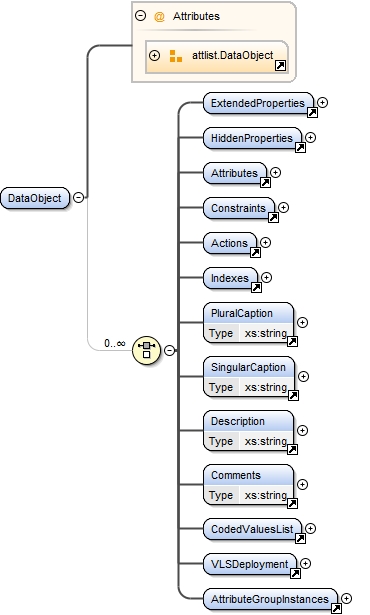 @ Attributes
attlist.DataObject
ExtendedProperties
HiddenProperties
Attributes
DataObject
Constraints
Actions
Indexes
PluralCaption
Type xs:string
0..∞
SingularCaption
Type xs:string
Description
Type xs:string
Comments
Type xs:string
CodedValuesList
VLSDeployment
AttributeGroupInstances